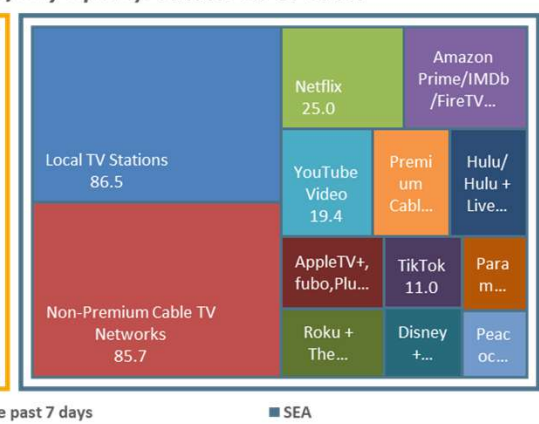 Local TV Stations
86.5
Non-Premium Cable TV
Networks
85.7
Netflix
25.0
Amazon
Prime/IMDb
/FireTV...
YouTube
Video
19.4
Premi
um
Cabl...
Hulu/
Hulu +
Live...
AppleTV+,
fubo,Plu...
TikTok
11.0
Para
m...
Roku +
The...
Disney
+...
Peac
oc...
past 7 days
SEA